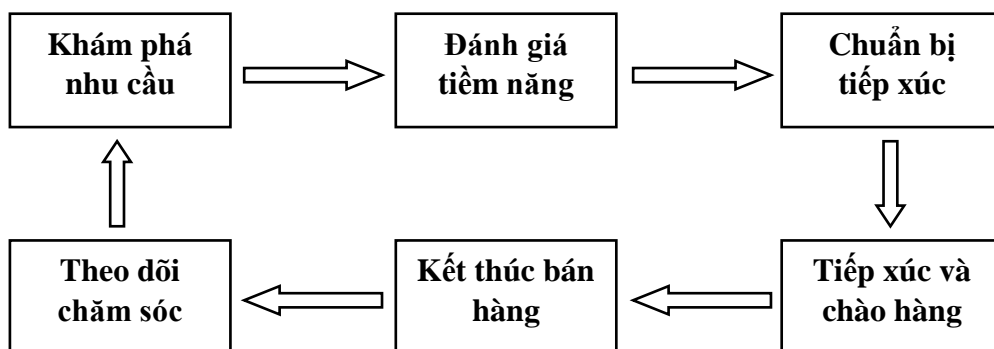 Khám phá
nhu cầu
Đánh giá
tiềm năng
Chuẩn bị
tiếp xúc
Theo dõi
chăm sóc
Kết thúc bán
hàng
Tiếp xúc và
chào hàng